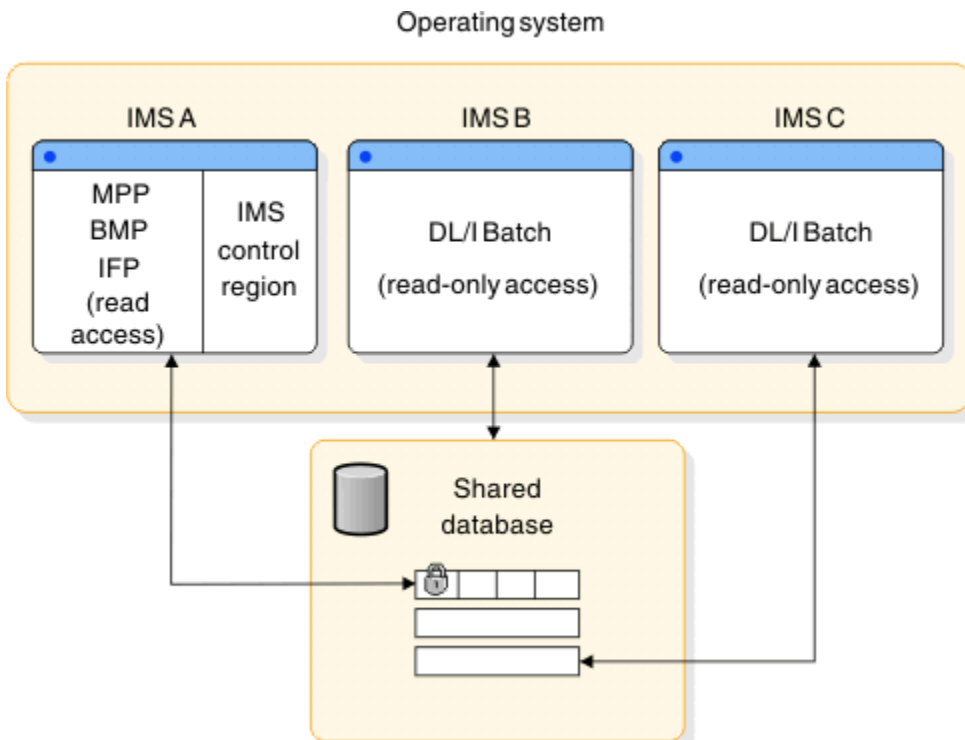 Operating system
IMS A
IMS B
IMS C
MPP
BMP
IFP
(read
access)
IMS
control
region
DL/I Batch
(read-only access)
DL/I Batch
(read-only access)
Shared
database